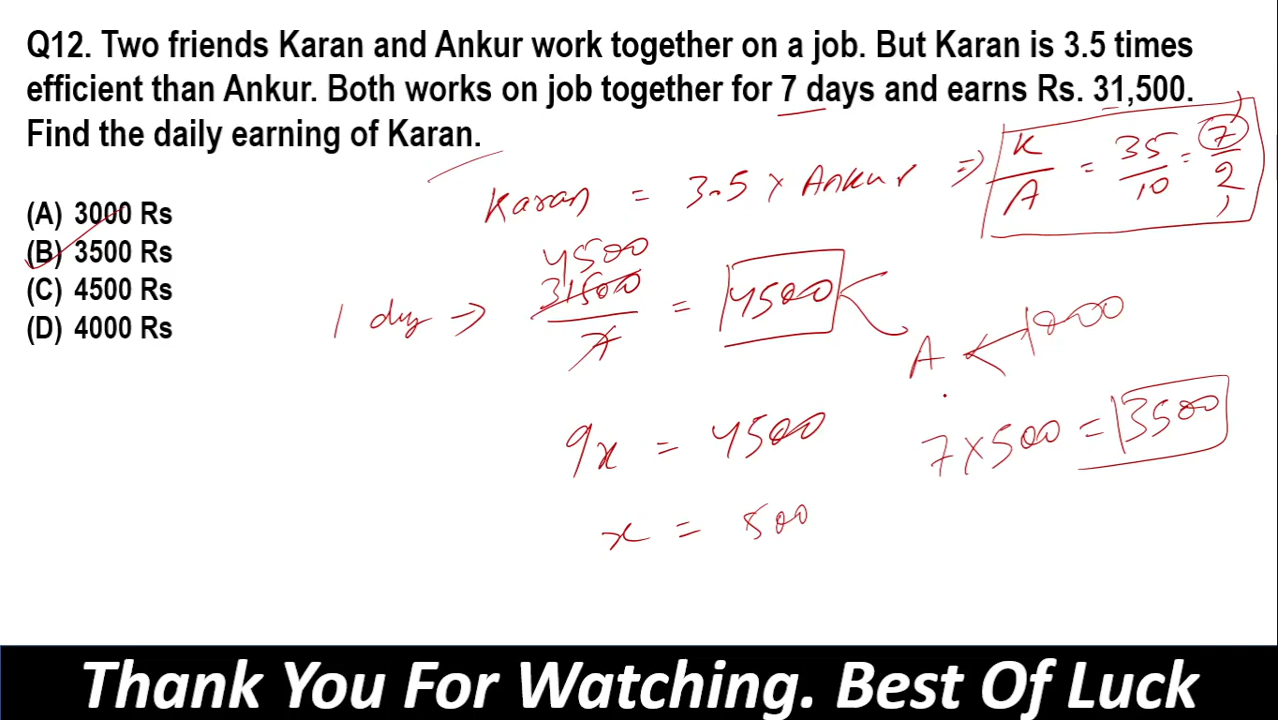 Q12. Two friends Karan and Ankur work together on a job. But Karan is 3.5 times
efficient than Ankur. Both works on job together for 7 days and earns Rs. 31,500.
Find the daily earning of Karan.
Karan = 3.5 × Ankur ⇒ K/A = 35/10 = 7/2
(A) 3000 Rs
(B) 3500 Rs
(C) 4500 Rs
(D) 4000 Rs
4500
1 day → 31500/7 = 4500
K
A ← 1000
9x = 4500
7×500 = 3500
x = 500
Thank You For Watching. Best Of Luck